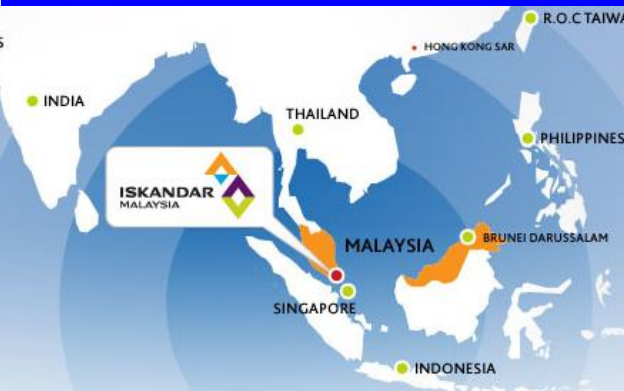 R.O.C TAIWA
S
HONG KONG SAR
INDIA
THAILAND
PHILIPPINES
ISKANDAR
MALAYSIA
MALAYSIA
BRUNEI DARUSSALAM
SINGAPORE
INDONESIA